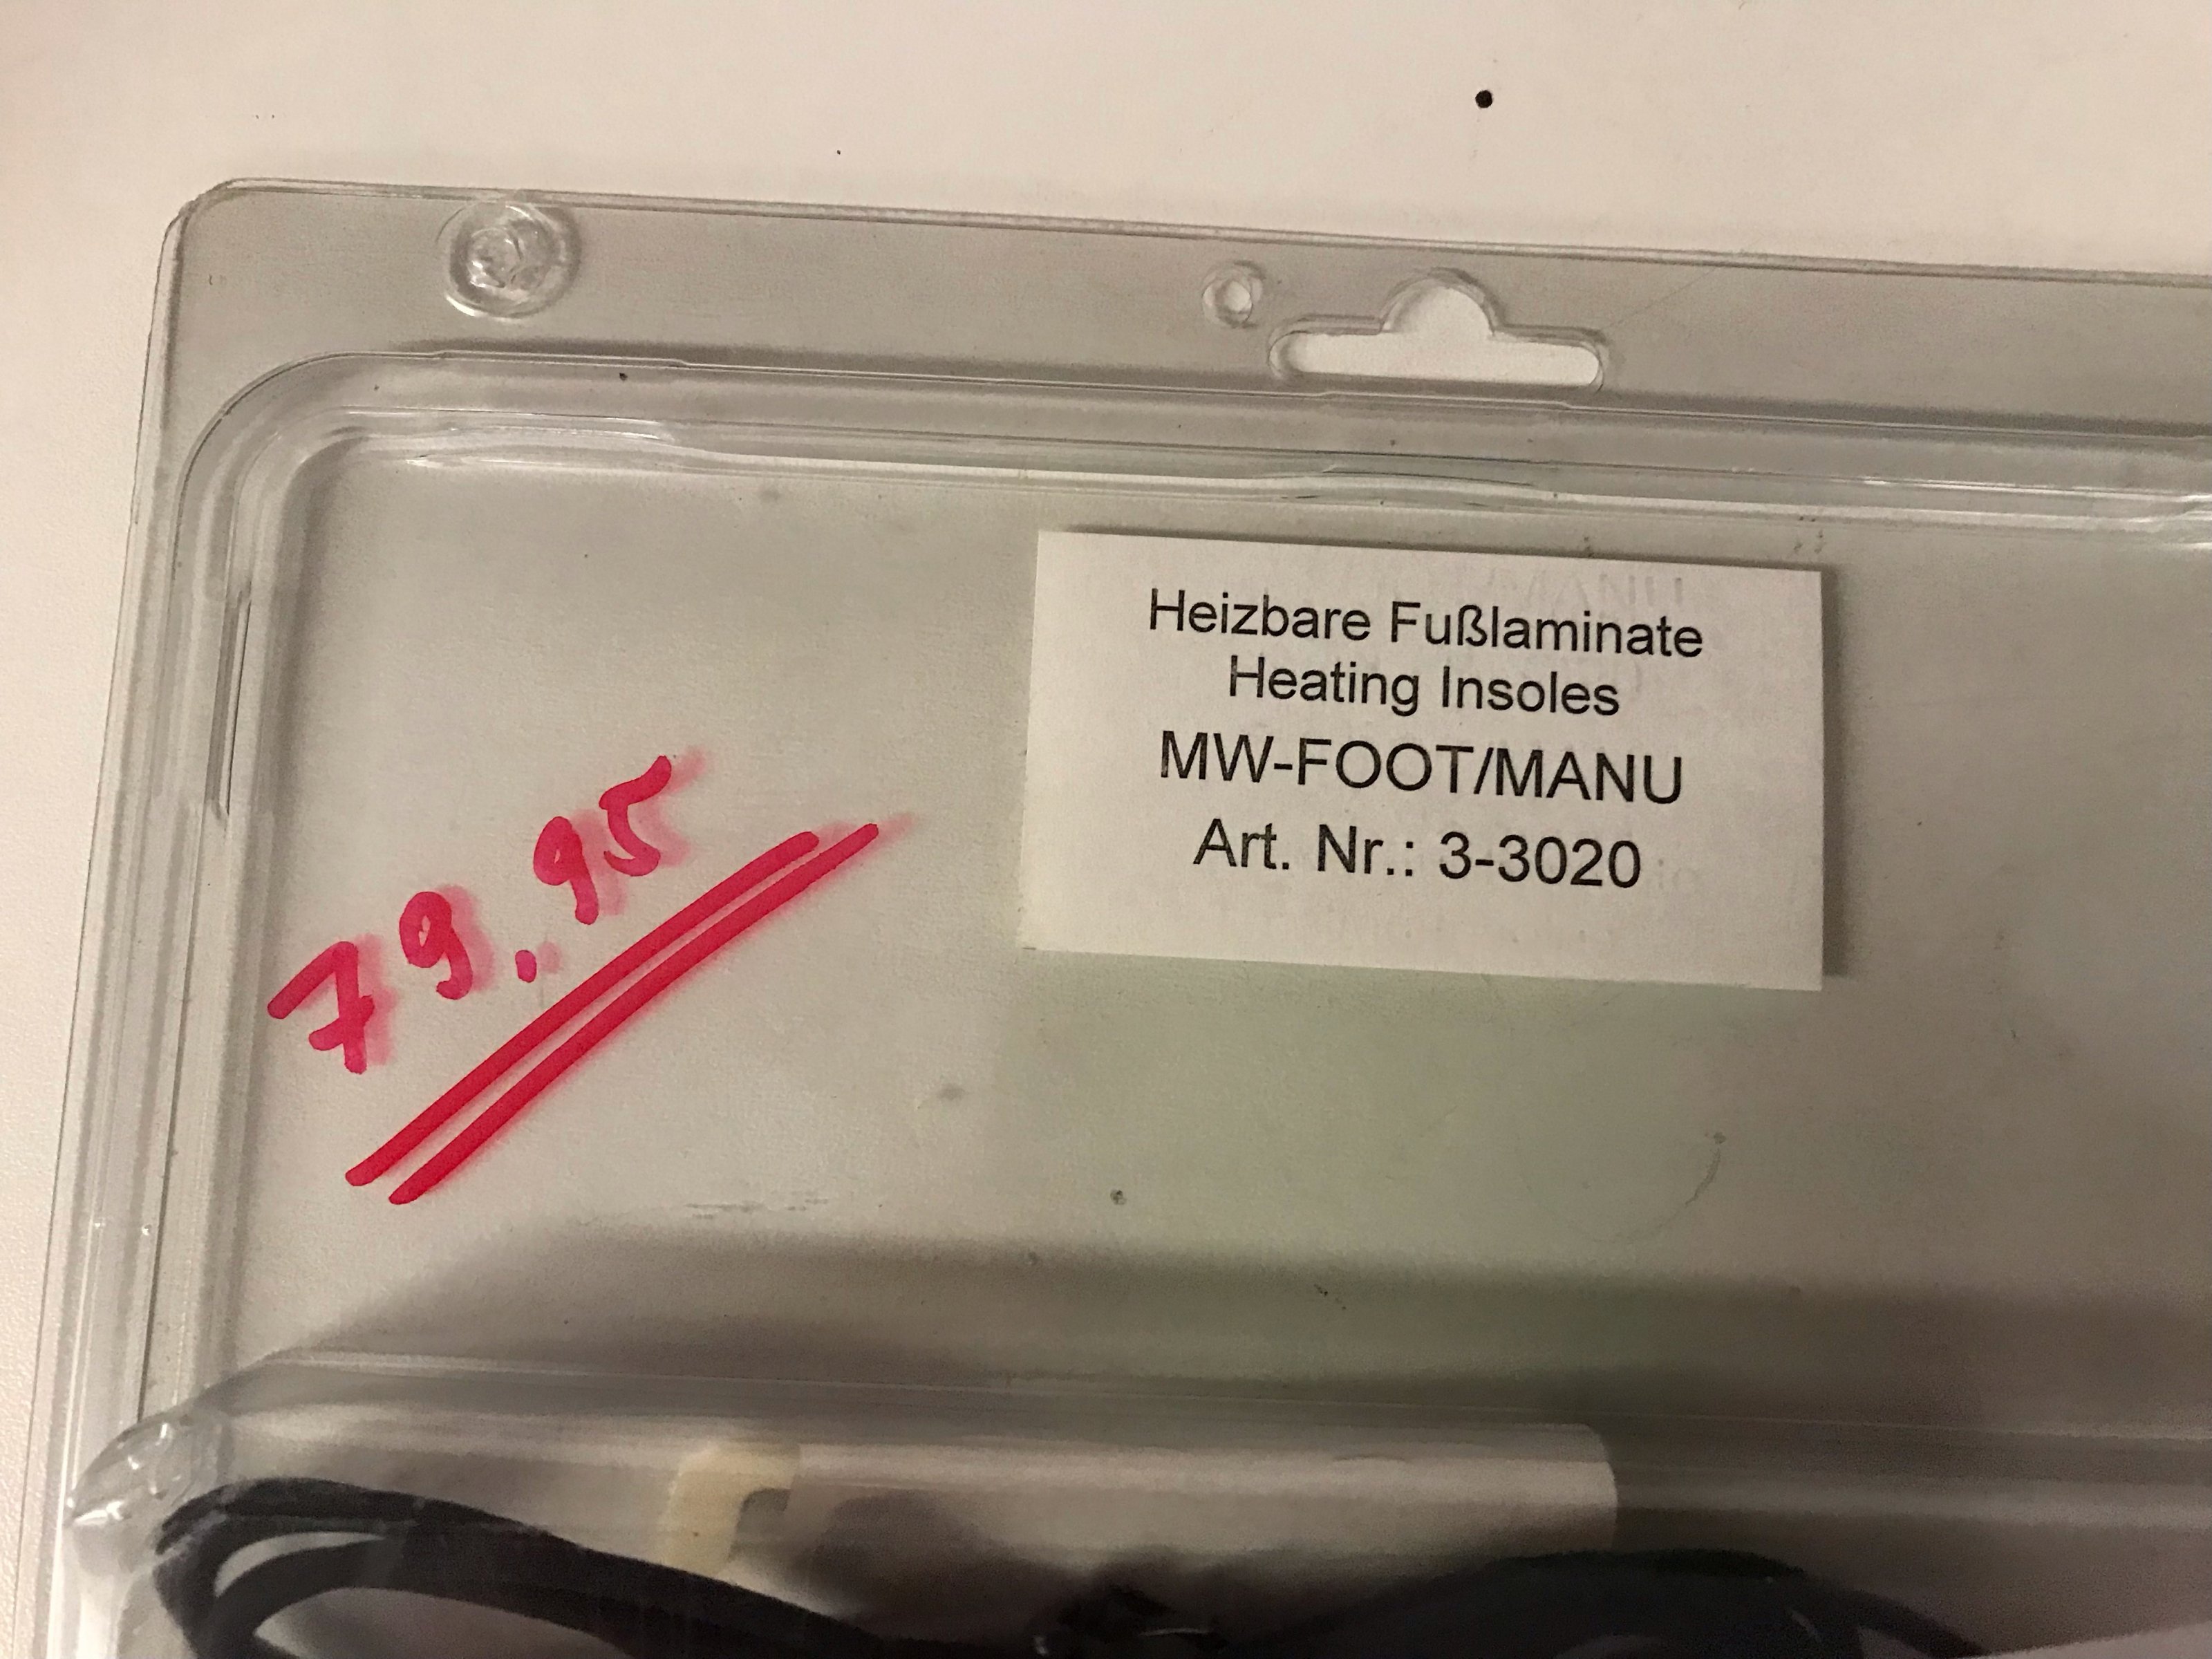 Heizbare Fußlaminate
Heating Insoles
MW-FOOT/MANU
Art. Nr.: 3-3020
79.95